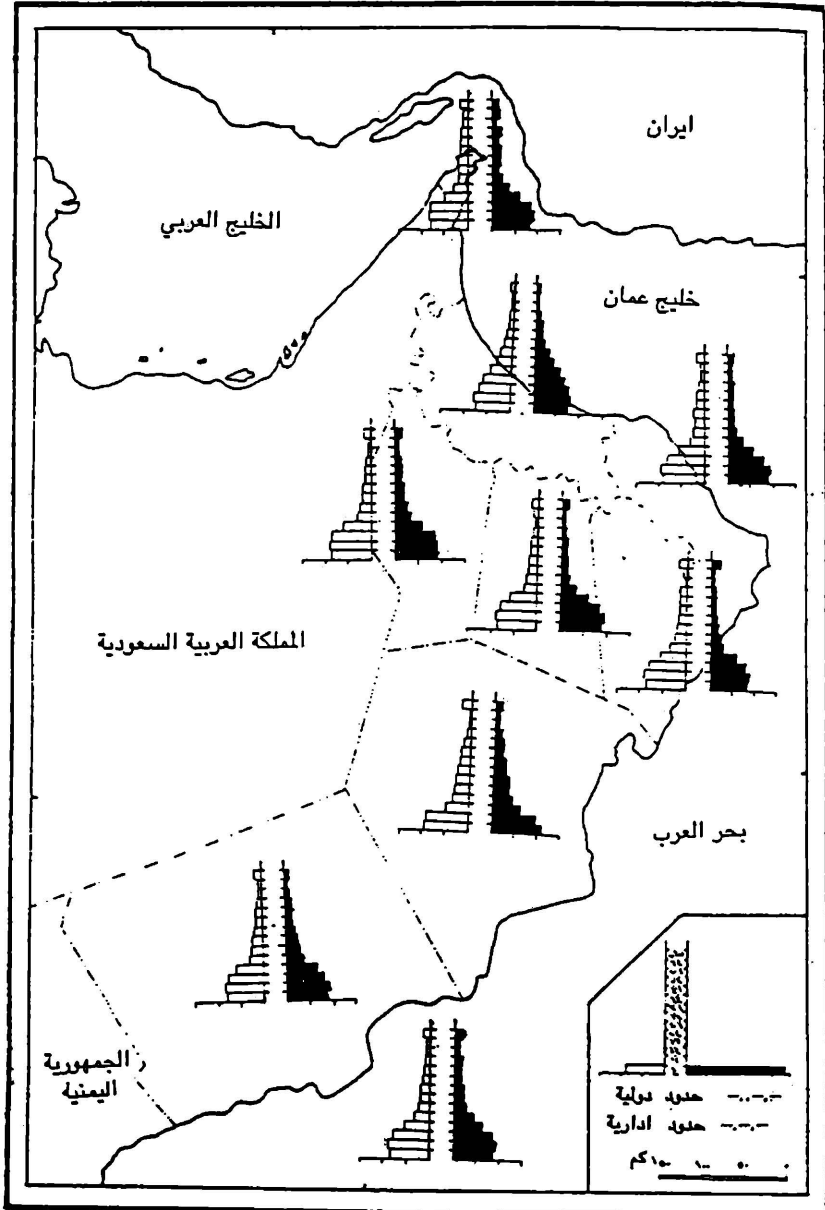 ايران
الخليج العربي
خليج عمان
المملكة العربية السعودية
بحر العرب
الجمهورية
اليمنية
حدود دولية
حدود ادارية
٠ ٥٠ ١٠٠ ١٥٠ كم